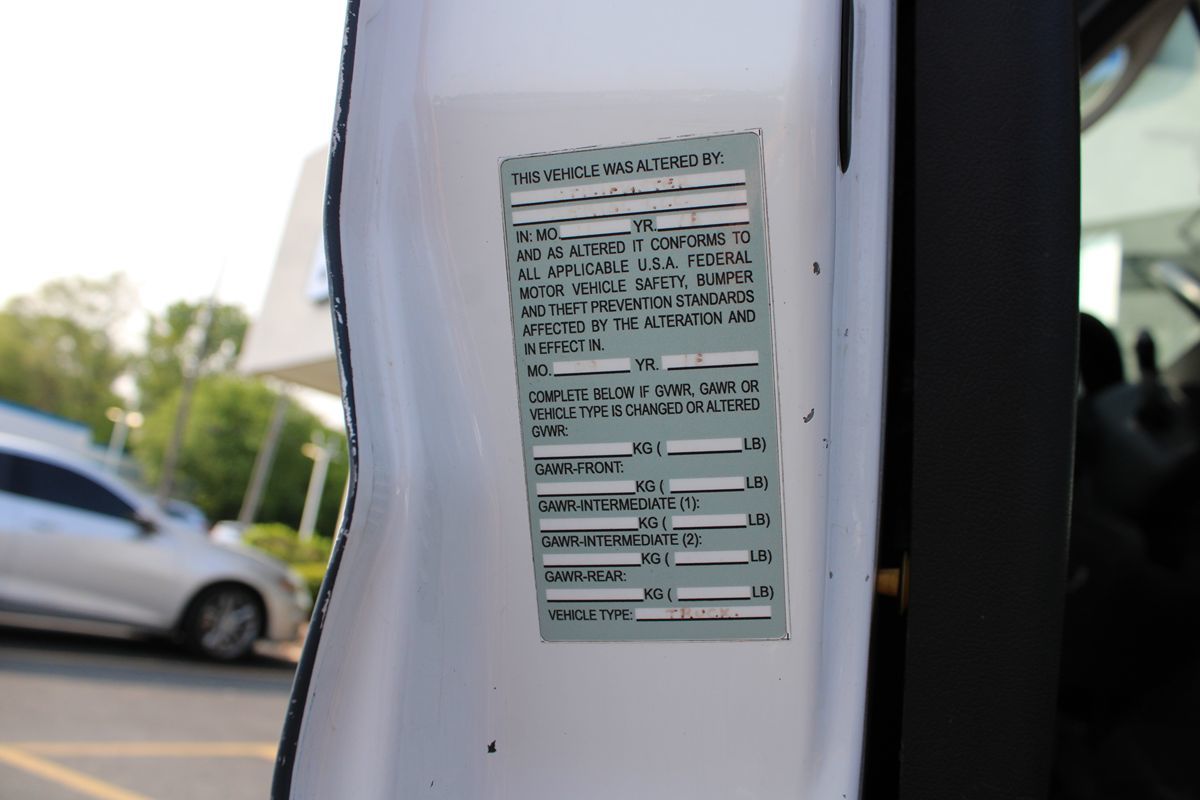 THIS VEHICLE WAS ALTERED BY:
IN: MO. YR.
AND AS ALTERED IT CONFORMS TO
ALL APPLICABLE U.S.A. FEDERAL
MOTOR VEHICLE SAFETY, BUMPER
AND THEFT PREVENTION STANDARDS
AFFECTED BY THE ALTERATION AND
IN EFFECT IN.
MO. YR.
COMPLETE BELOW IF GVWR, GAWR OR
VEHICLE TYPE IS CHANGED OR ALTERED
GVWR:
KG ( LB)
GAWR-FRONT:
KG ( LB)
GAWR-INTERMEDIATE (1):
KG ( LB)
GAWR-INTERMEDIATE (2):
KG ( LB)
GAWR-REAR:
KG ( LB)
VEHICLE TYPE: TRUCK